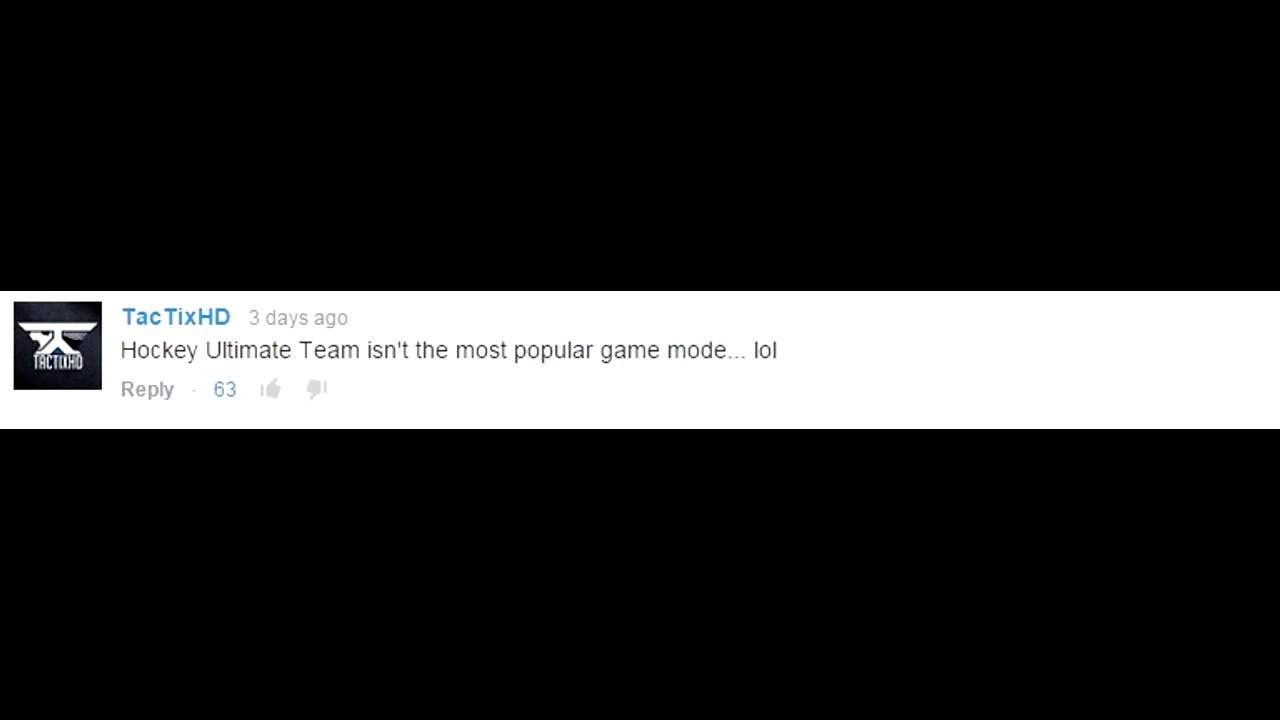 TACTIXHD
TacTixHD 3 days ago
Hockey Ultimate Team isn't the most popular game mode... lol
Reply · 63